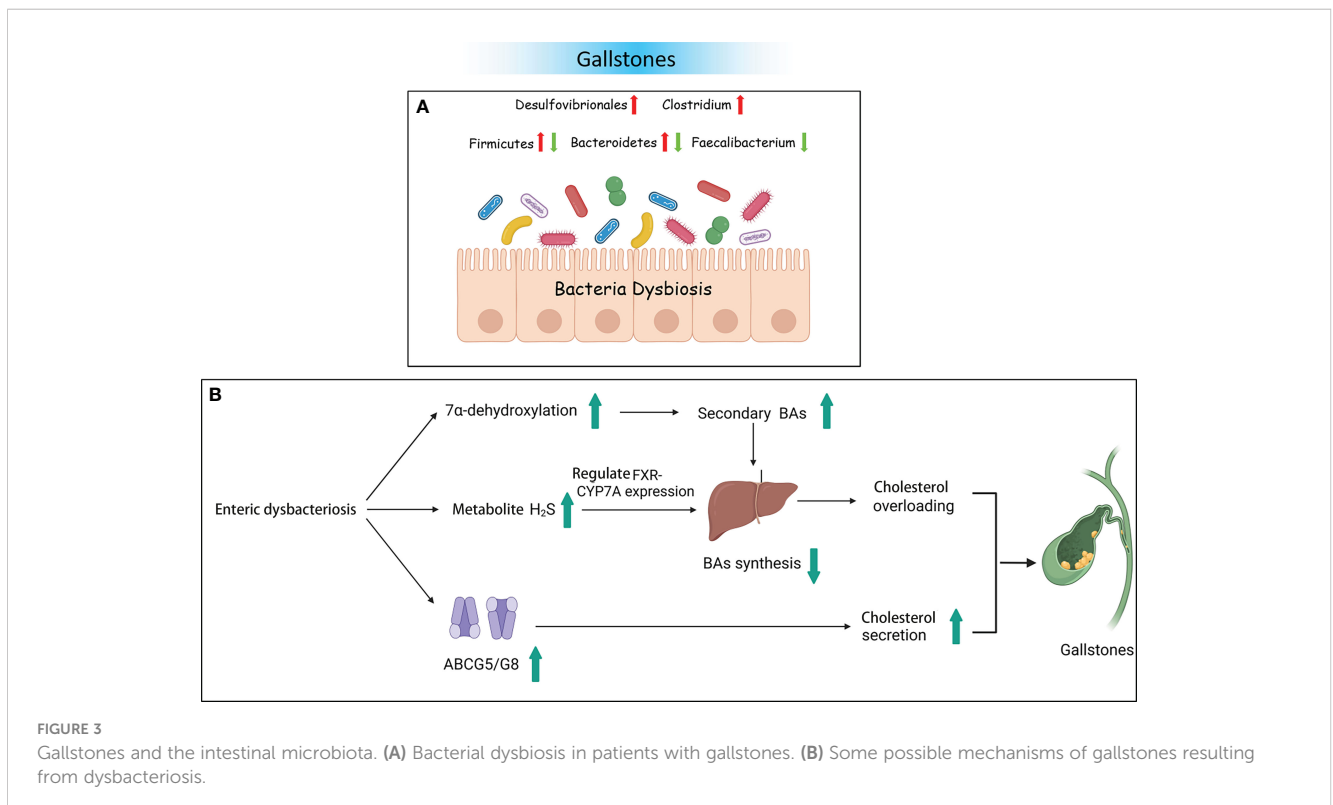 Gallstones
A
Desulfovibrionales Clostridium
Firmicutes Bacteroidetes Faecalibacterium
Bacteria Dysbiosis
B
7α-dehydroxylation
Secondary BAs
Regulate FXR-
CYP7A expression
Enteric dysbacteriosis
Metabolite H₂S
Cholesterol
overloading
BAs synthesis
Cholesterol
secretion
ABCG5/G8
Gallstones
FIGURE 3
Gallstones and the intestinal microbiota. (A) Bacterial dysbiosis in patients with gallstones. (B) Some possible mechanisms of gallstones resulting
from dysbacteriosis.